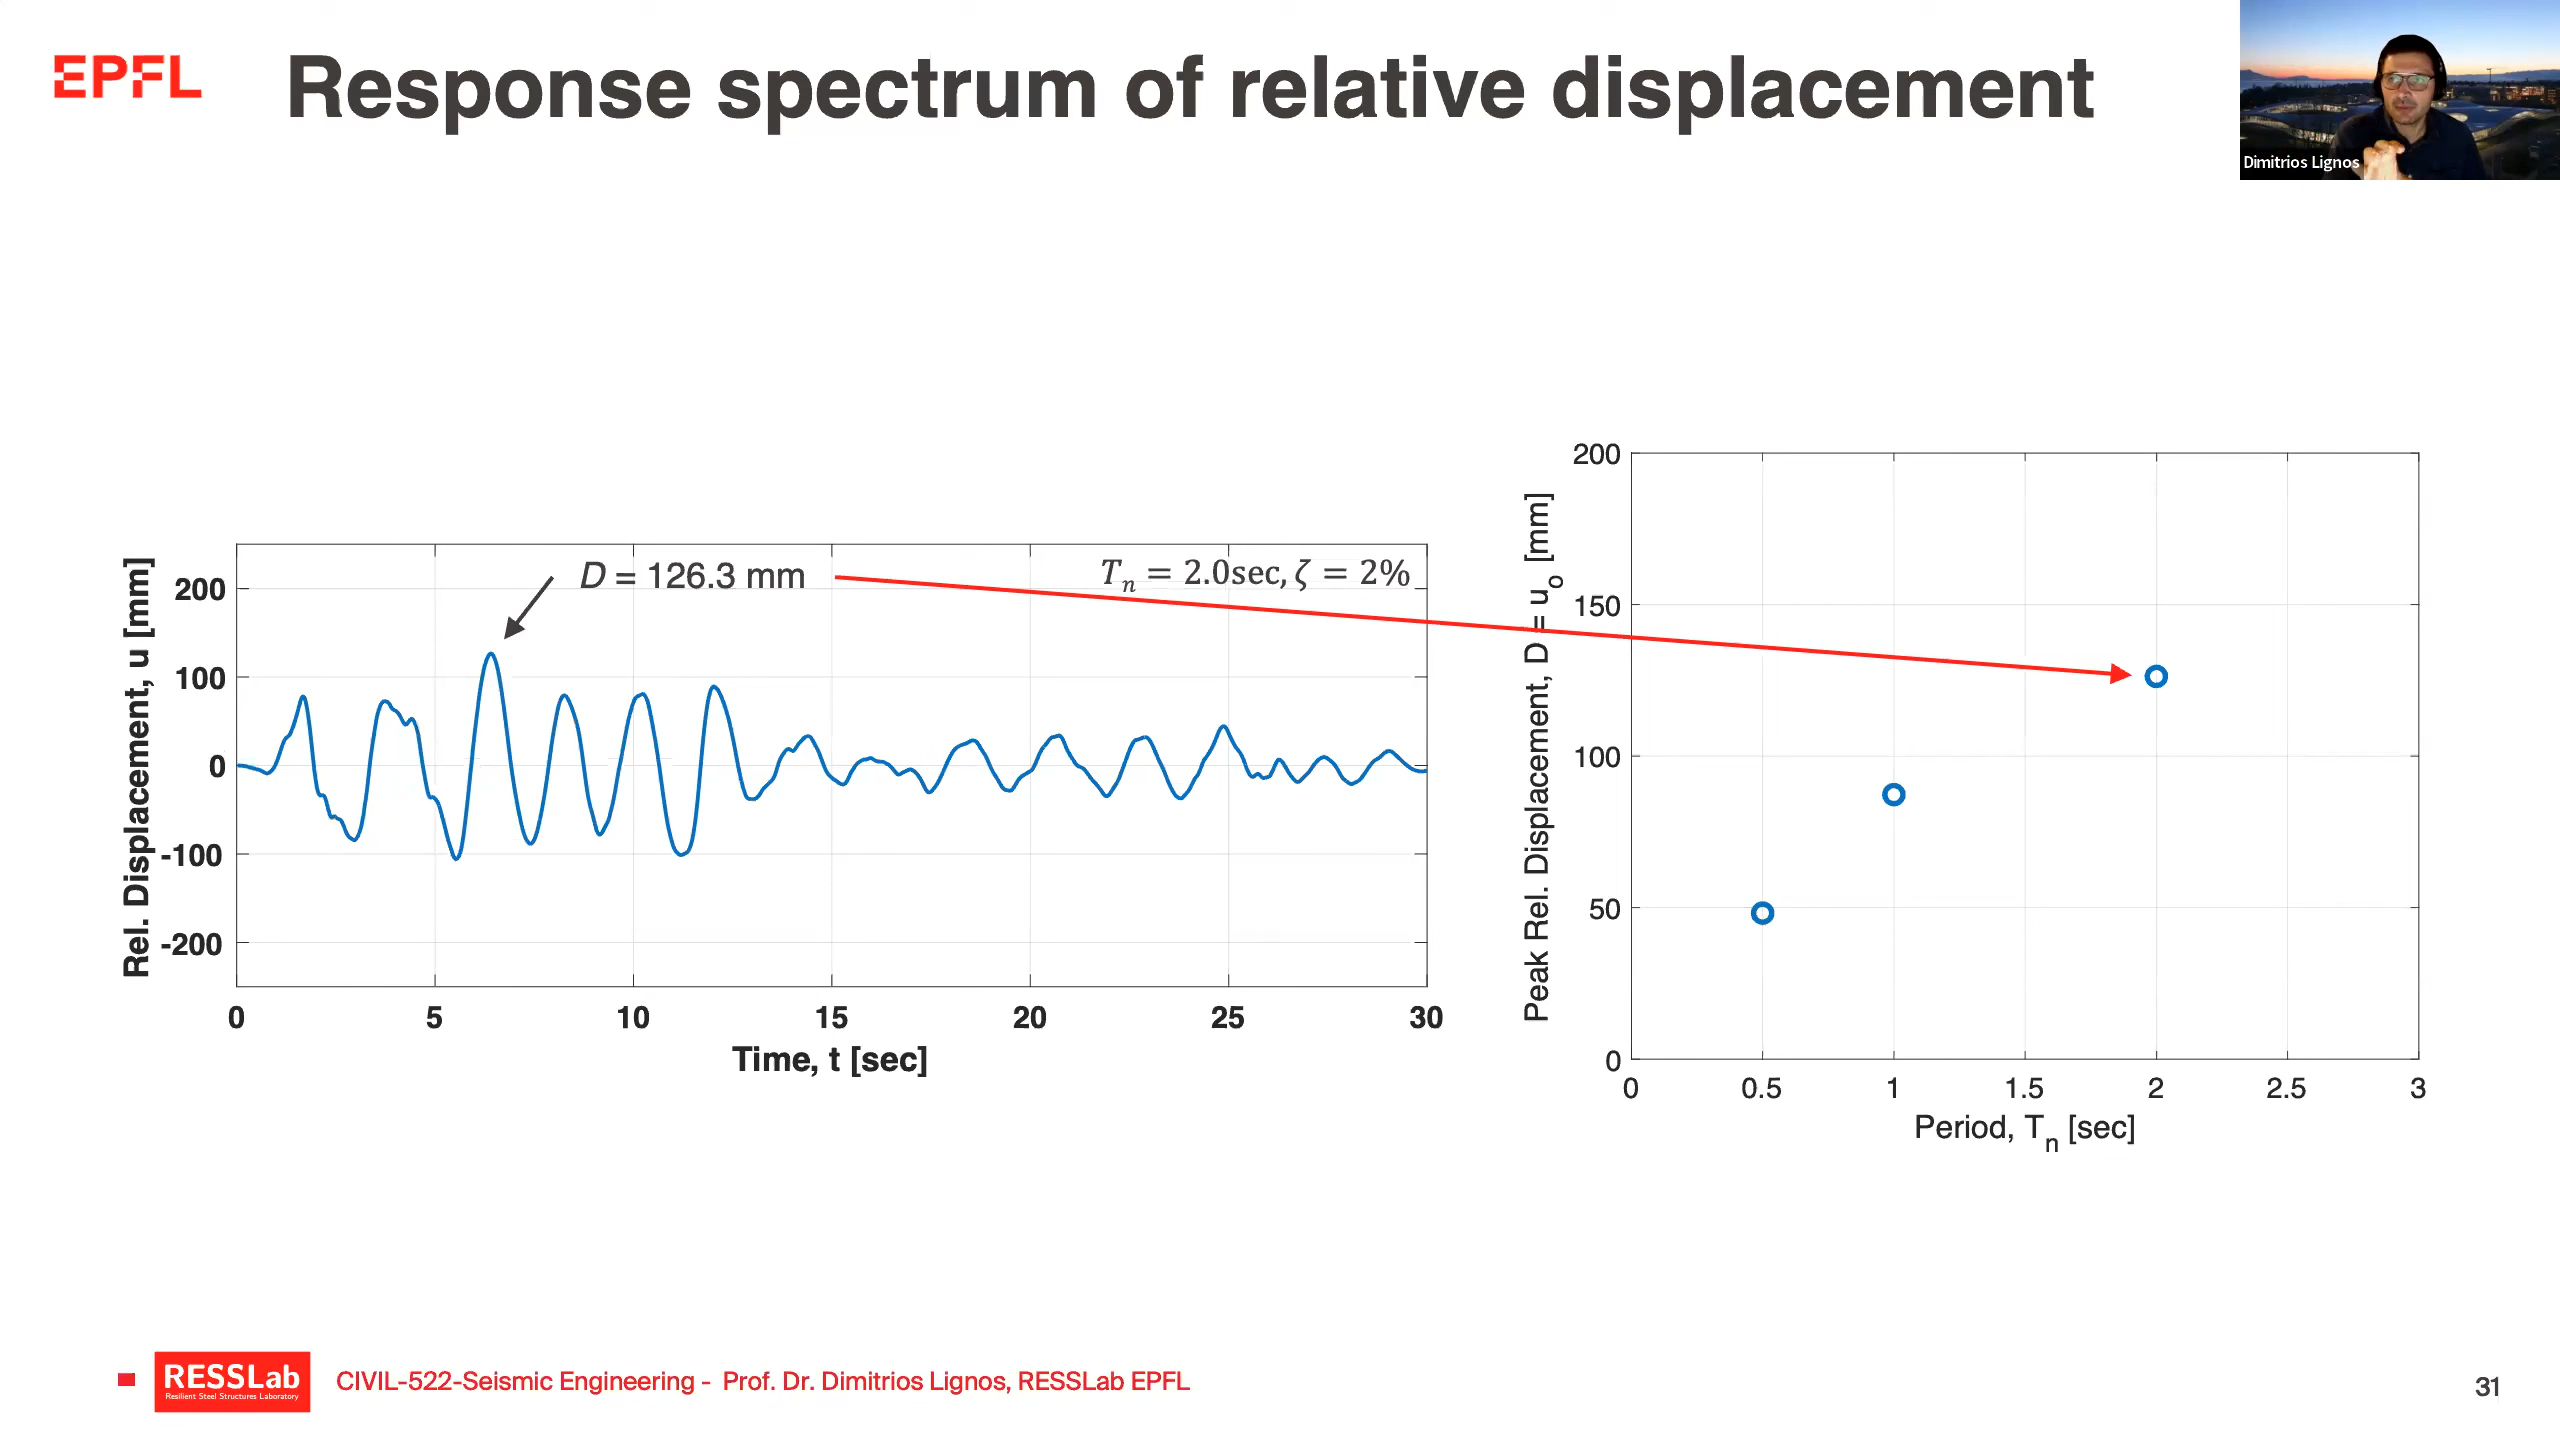 EPFL
Response spectrum of relative displacement
Dimitrios Lignos
Rel. Displacement, u [mm]
200
100
0
-100
-200
D = 126.3 mm
Tₙ = 2.0sec, ζ = 2%
0 5 10 15 20 25 30
Time, t [sec]
Peak Rel. Displacement, D = uₒ [mm]
200
150
100
50
0
0 0.5 1 1.5 2 2.5 3
Period, Tₙ [sec]
RESSLab
Resilient Steel Structures Laboratory
CIVIL-522-Seismic Engineering - Prof. Dr. Dimitrios Lignos, RESSLab EPFL
31